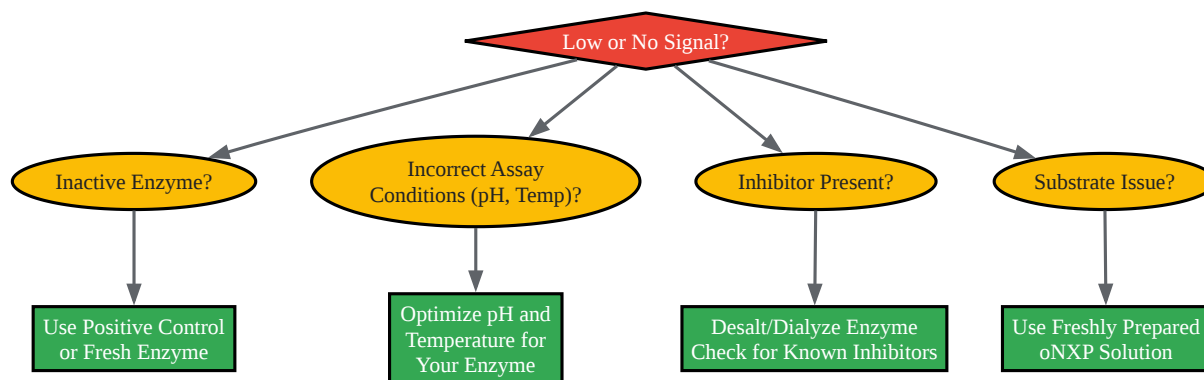 Low or No Signal?
Inactive Enzyme?
Incorrect Assay
Conditions (pH, Temp)?
Inhibitor Present?
Substrate Issue?
Use Positive Control
or Fresh Enzyme
Optimize pH and
Temperature for
Your Enzyme
Desalt/Dialyze Enzyme
Check for Known Inhibitors
Use Freshly Prepared
oNXP Solution